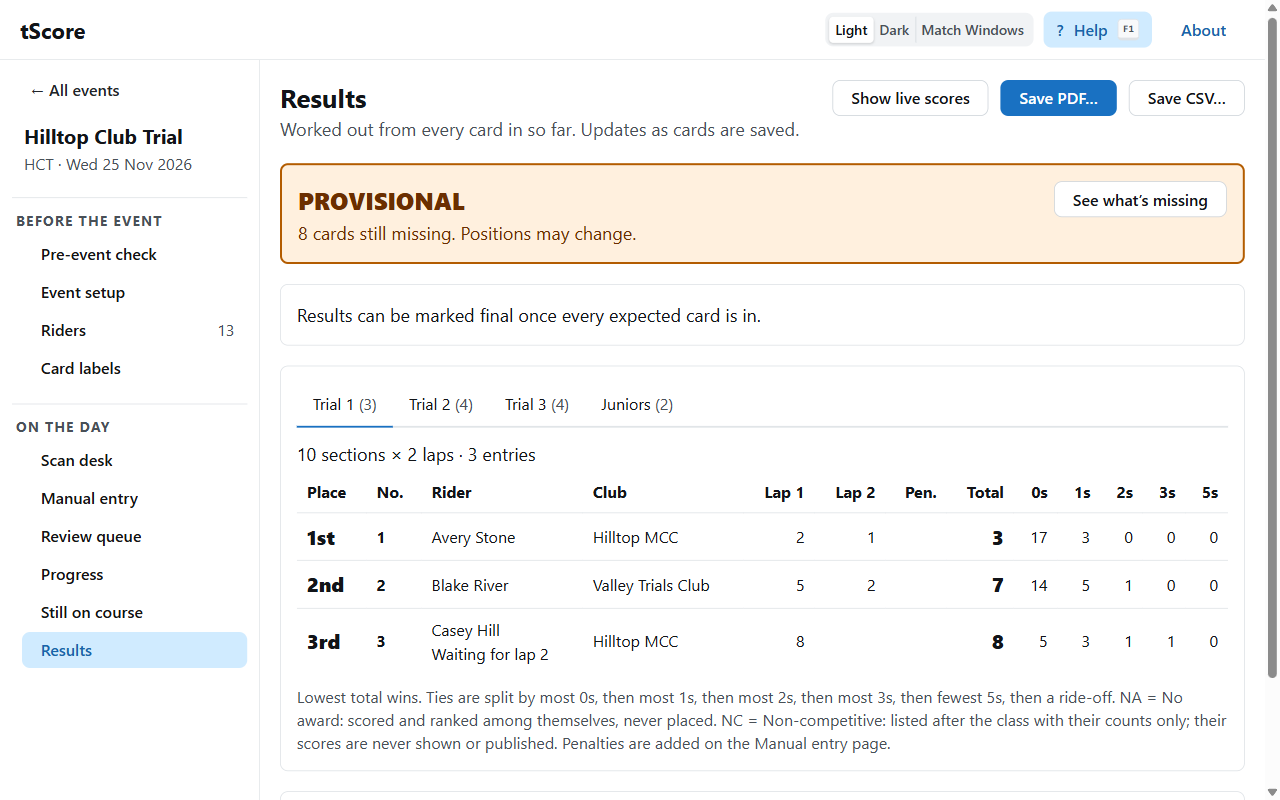 tScore
Light Dark Match Windows
? Help F1
About
← All events
Hilltop Club Trial
HCT · Wed 25 Nov 2026
BEFORE THE EVENT
Pre-event check
Event setup
Riders 13
Card labels
ON THE DAY
Scan desk
Manual entry
Review queue
Progress
Still on course
Results
Results
Show live scores
Save PDF...
Save CSV...
Worked out from every card in so far. Updates as cards are saved.
PROVISIONAL
8 cards still missing. Positions may change.
See what's missing
Results can be marked final once every expected card is in.
Trial 1 (3) Trial 2 (4) Trial 3 (4) Juniors (2)
10 sections × 2 laps · 3 entries
Place No. Rider Club Lap 1 Lap 2 Pen. Total 0s 1s 2s 3s 5s
1st 1 Avery Stone Hilltop MCC 2 1 3 17 3 0 0 0
2nd 2 Blake River Valley Trials Club 5 2 7 14 5 1 0 0
3rd 3 Casey Hill Hilltop MCC 8 8 5 3 1 1 0
Waiting for lap 2
Lowest total wins. Ties are split by most 0s, then most 1s, then most 2s, then most 3s, then fewest 5s, then a ride-off. NA = No
award: scored and ranked among themselves, never placed. NC = Non-competitive: listed after the class with their counts only; their
scores are never shown or published. Penalties are added on the Manual entry page.